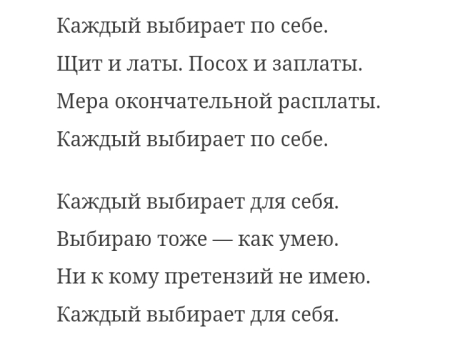 Каждый выбирает по себе.
Щит и латы. Посох и заплаты.
Мера окончательной расплаты.
Каждый выбирает по себе.
Каждый выбирает для себя.
Выбираю тоже — как умею.
Ни к кому претензий не имею.
Каждый выбирает для себя.